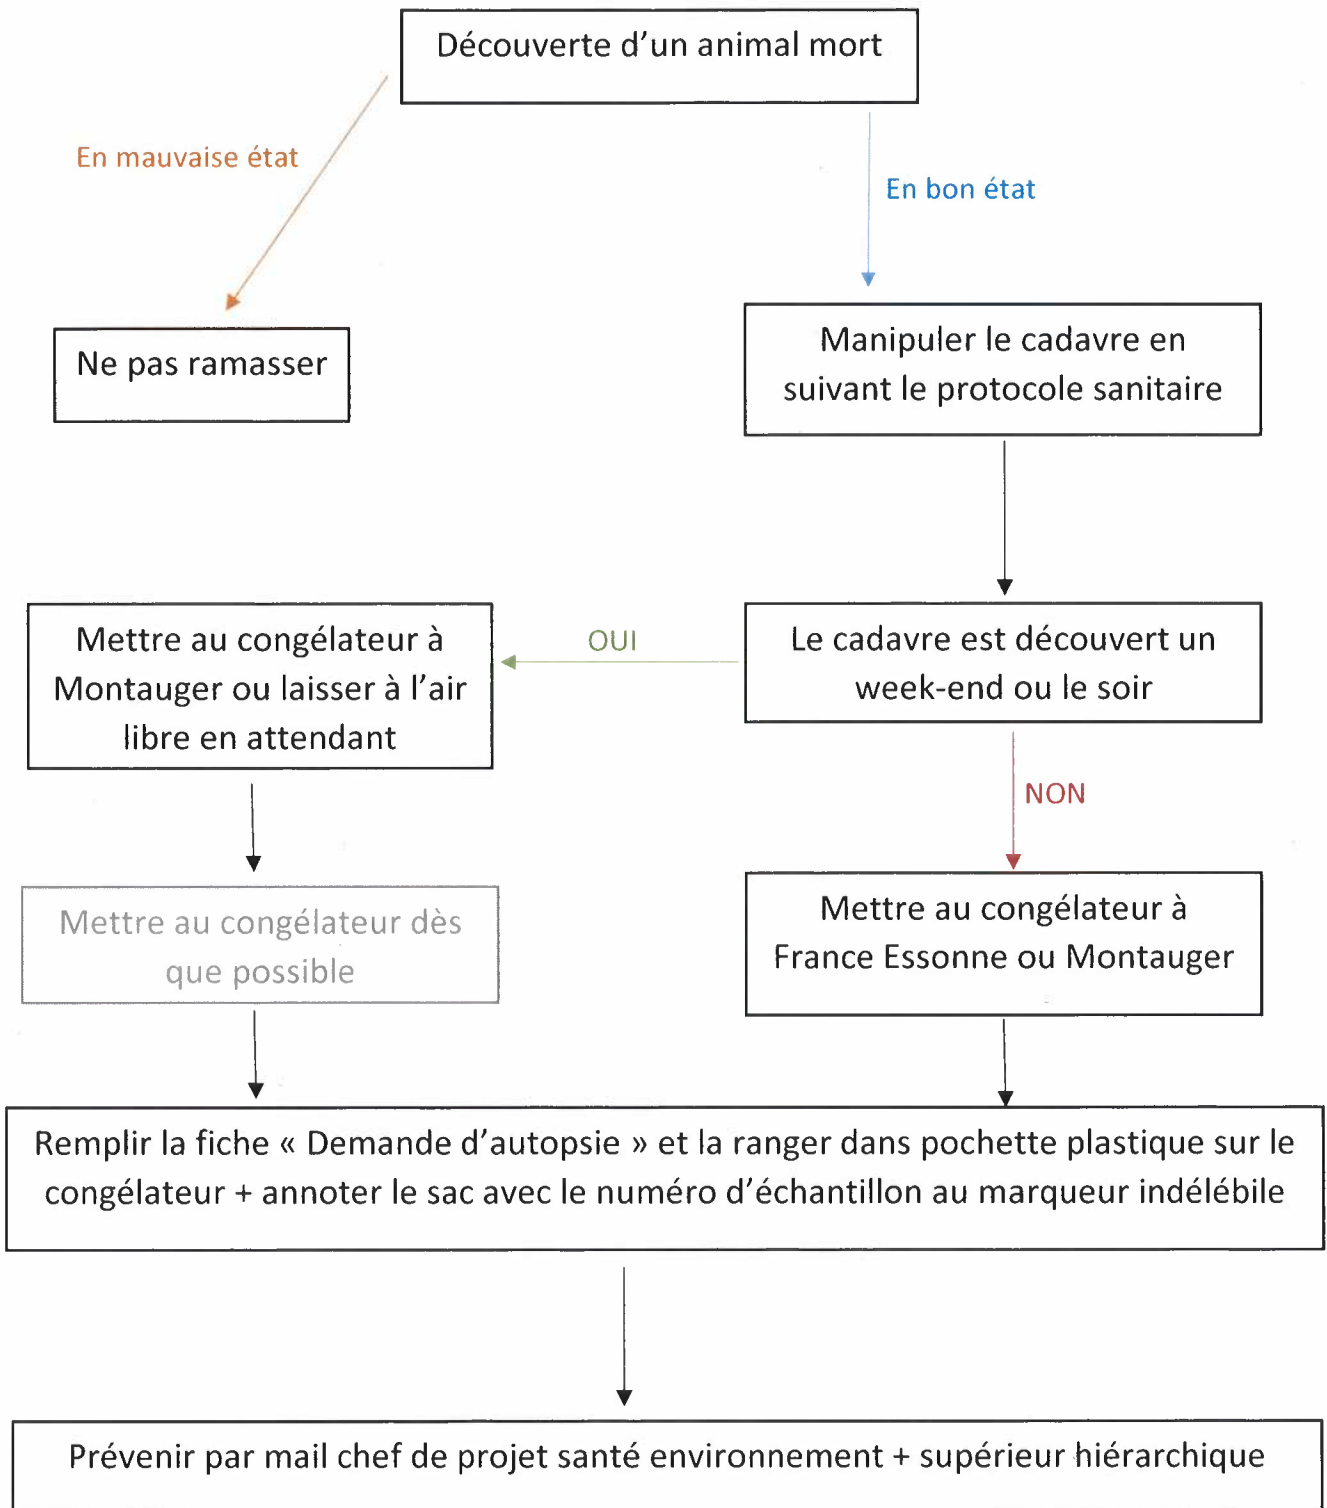 Découverte d'un animal mort
En mauvaise état
En bon état
Ne pas ramasser
Manipuler le cadavre en
suivant le protocole sanitaire
Mettre au congélateur à
Montauger ou laisser à l'air
libre en attendant
OUI
Le cadavre est découvert un
week-end ou le soir
NON
Mettre au congélateur dès
que possible
Mettre au congélateur à
France Essonne ou Montauger
Remplir la fiche « Demande d'autopsie » et la ranger dans pochette plastique sur le
congélateur + annoter le sac avec le numéro d'échantillon au marqueur indélébile
Prévenir par mail chef de projet santé environnement + supérieur hiérarchique